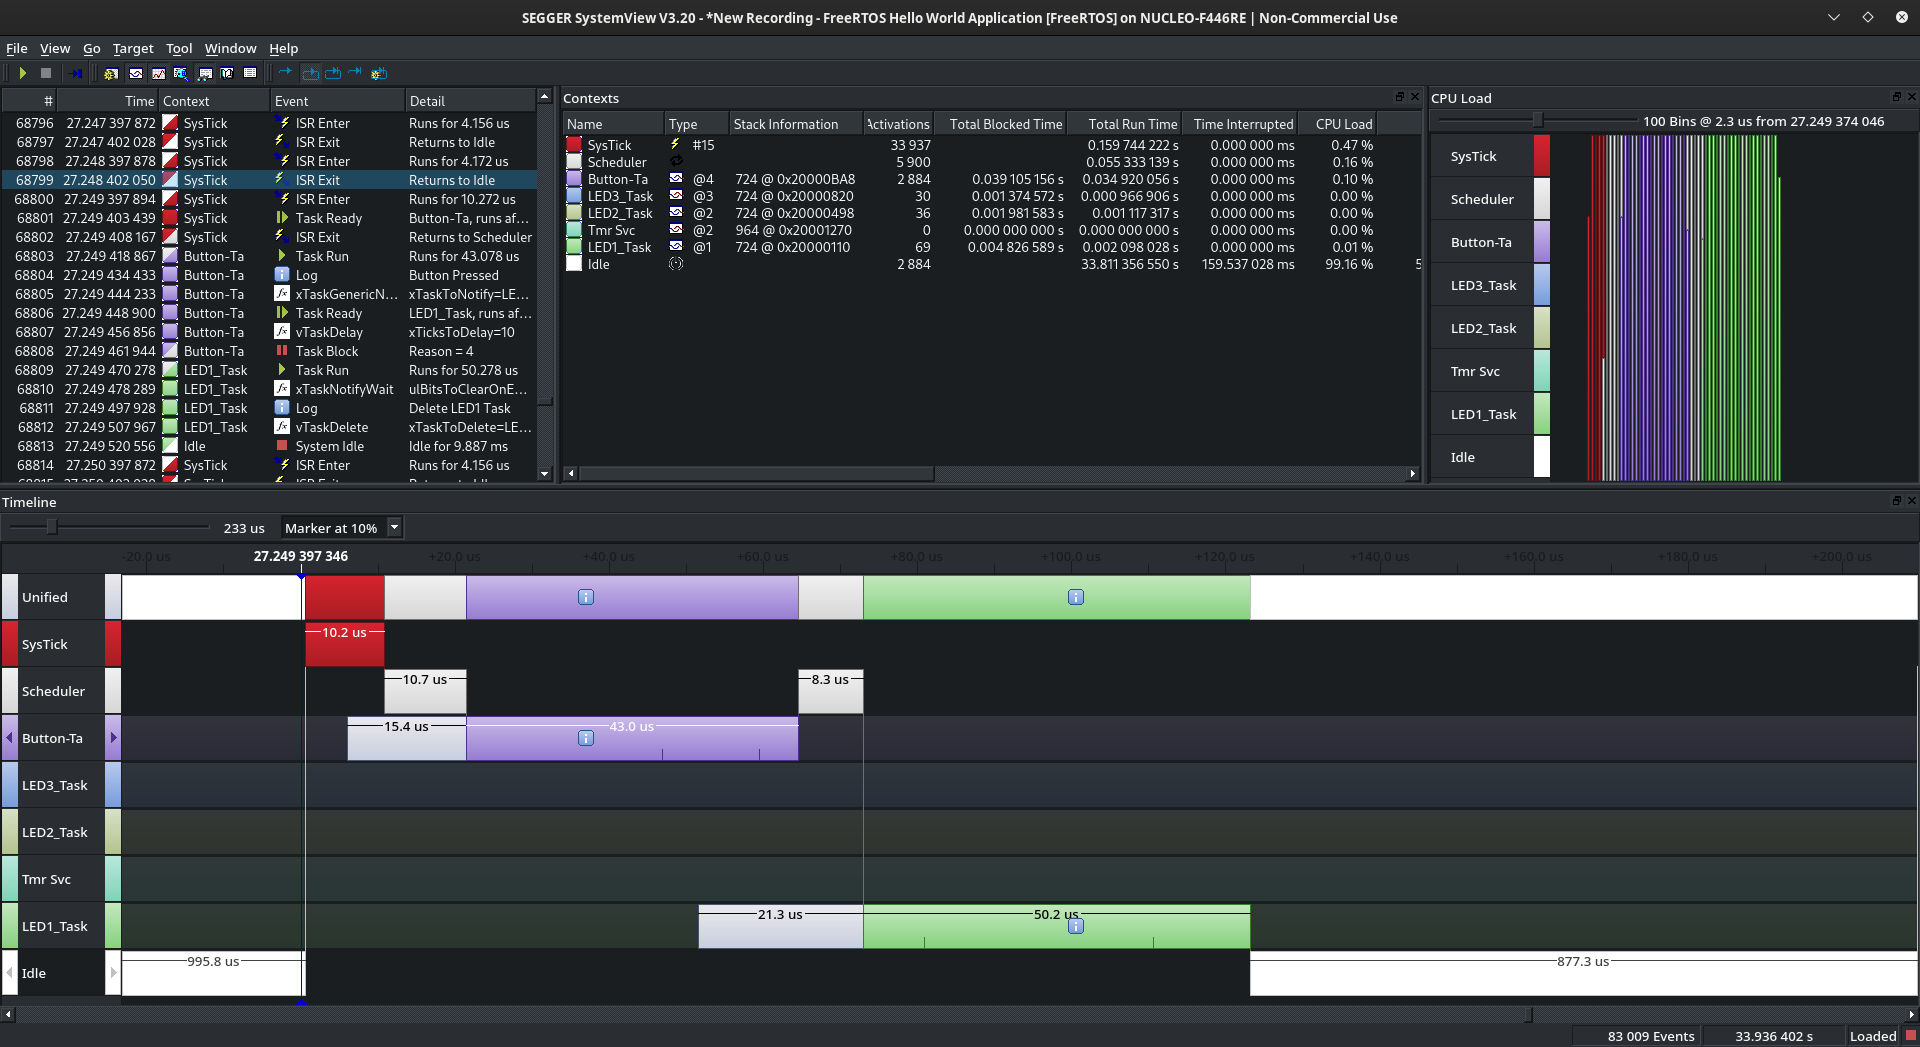 SEGGER SystemView V3.20 - *New Recording - FreeRTOS Hello World Application [FreeRTOS] on NUCLEO-F446RE | Non-Commercial Use
File View Go Target Tool Window Help
# Time Context Event Detail
68796 27.247 397 872 SysTick ISR Enter Runs for 4.156 us
68797 27.247 402 028 SysTick ISR Exit Returns to Idle
68798 27.248 397 878 SysTick ISR Enter Runs for 4.172 us
68799 27.248 402 050 SysTick ISR Exit Returns to Idle
68800 27.249 397 894 SysTick ISR Enter Runs for 10.272 us
68801 27.249 403 439 SysTick Task Ready Button-Ta, runs af...
68802 27.249 408 167 SysTick ISR Exit Returns to Scheduler
68803 27.249 418 867 Button-Ta Task Run Runs for 43.078 us
68804 27.249 434 433 Button-Ta Log Button Pressed
68805 27.249 444 233 Button-Ta xTaskGenericN... xTaskToNotify=LE...
68806 27.249 448 900 Button-Ta Task Ready LED1_Task, runs af...
68807 27.249 456 856 Button-Ta vTaskDelay xTicksToDelay=10
68808 27.249 461 944 Button-Ta Task Block Reason = 4
68809 27.249 470 278 LED1_Task Task Run Runs for 50.278 us
68810 27.249 478 289 LED1_Task xTaskNotifyWait ulBitsToClearOnE...
68811 27.249 497 928 LED1_Task Log Delete LED1 Task
68812 27.249 507 967 LED1_Task vTaskDelete xTaskToDelete=LE...
68813 27.249 520 556 Idle System Idle Idle for 9.887 ms
68814 27.250 397 872 SysTick ISR Enter Runs for 4.156 us
Contexts
Name Type Stack Information Activations Total Blocked Time Total Run Time Time Interrupted CPU Load
SysTick #15 33 937 0.159 744 222 s 0.000 000 ms 0.47 %
Scheduler 5 900 0.055 333 139 s 0.000 000 ms 0.16 %
Button-Ta @4 724 @ 0x20000BA8 2 884 0.039 105 156 s 0.034 920 056 s 0.000 000 ms 0.10 %
LED3_Task @3 724 @ 0x20000820 30 0.001 374 572 s 0.000 966 906 s 0.000 000 ms 0.00 %
LED2_Task @2 724 @ 0x20000498 36 0.001 981 583 s 0.001 117 317 s 0.000 000 ms 0.00 %
Tmr Svc @2 964 @ 0x20001270 0 0.000 000 000 s 0.000 000 000 s 0.000 000 ms 0.00 %
LED1_Task @1 724 @ 0x20000110 69 0.004 826 589 s 0.002 098 028 s 0.000 000 ms 0.01 %
Idle 2 884 33.811 356 550 s 159.537 028 ms 99.16 % 5
CPU Load
100 Bins @ 2.3 us from 27.249 374 046
SysTick
Scheduler
Button-Ta
LED3_Task
LED2_Task
Tmr Svc
LED1_Task
Idle
Timeline
233 us Marker at 10%
-20.0 us 27.249 397 346 +20.0 us +40.0 us +60.0 us +80.0 us +100.0 us +120.0 us +140.0 us +160.0 us +180.0 us +200.0 us
Unified
SysTick 10.2 us
Scheduler 10.7 us 8.3 us
Button-Ta 15.4 us 43.0 us
LED3_Task
LED2_Task
Tmr Svc
LED1_Task 21.3 us 50.2 us
Idle 995.8 us 877.3 us
83 009 Events 33.936 402 s Loaded